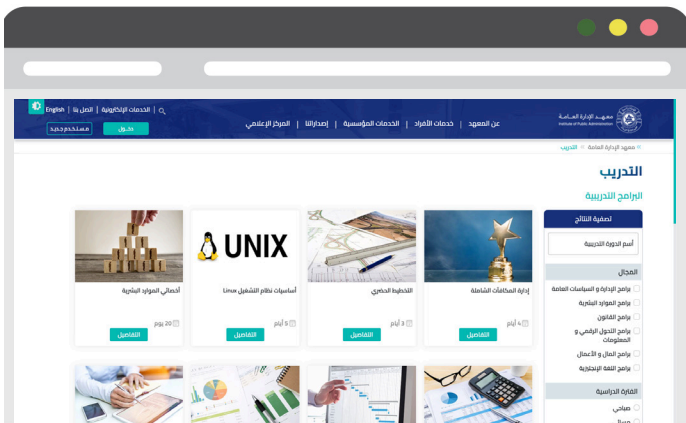 الخدمات الإلكترونية | اتصل بنا | English
دخول
مستخدم جديد
معهد الإدارة العامة
Institute of Public Administration
عن المعهد | خدمات الأفراد | الخدمات المؤسسية | إصداراتنا | المركز الإعلامي
معهد الإدارة العامة » التدريب
التدريب
البرامج التدريبية
تصفية النتائج
أسم الدورة التدريبية
المجال
برامج الإدارة و السياسات العامة
برامج الموارد البشرية
برامج القانون
برامج التحول الرقمي و
المعلومات
برامج المال و الأعمال
برامج اللغة الإنجليزية
الفترة الدراسية
صباحي
مسائي
إدارة المكافآت الشاملة
4 أيام
التفاصيل
التخطيط الحضري
3 أيام
التفاصيل
UNIX
أساسيات نظام التشغيل Linux
5 أيام
التفاصيل
أخصائي الموارد البشرية
20 يوم
التفاصيل